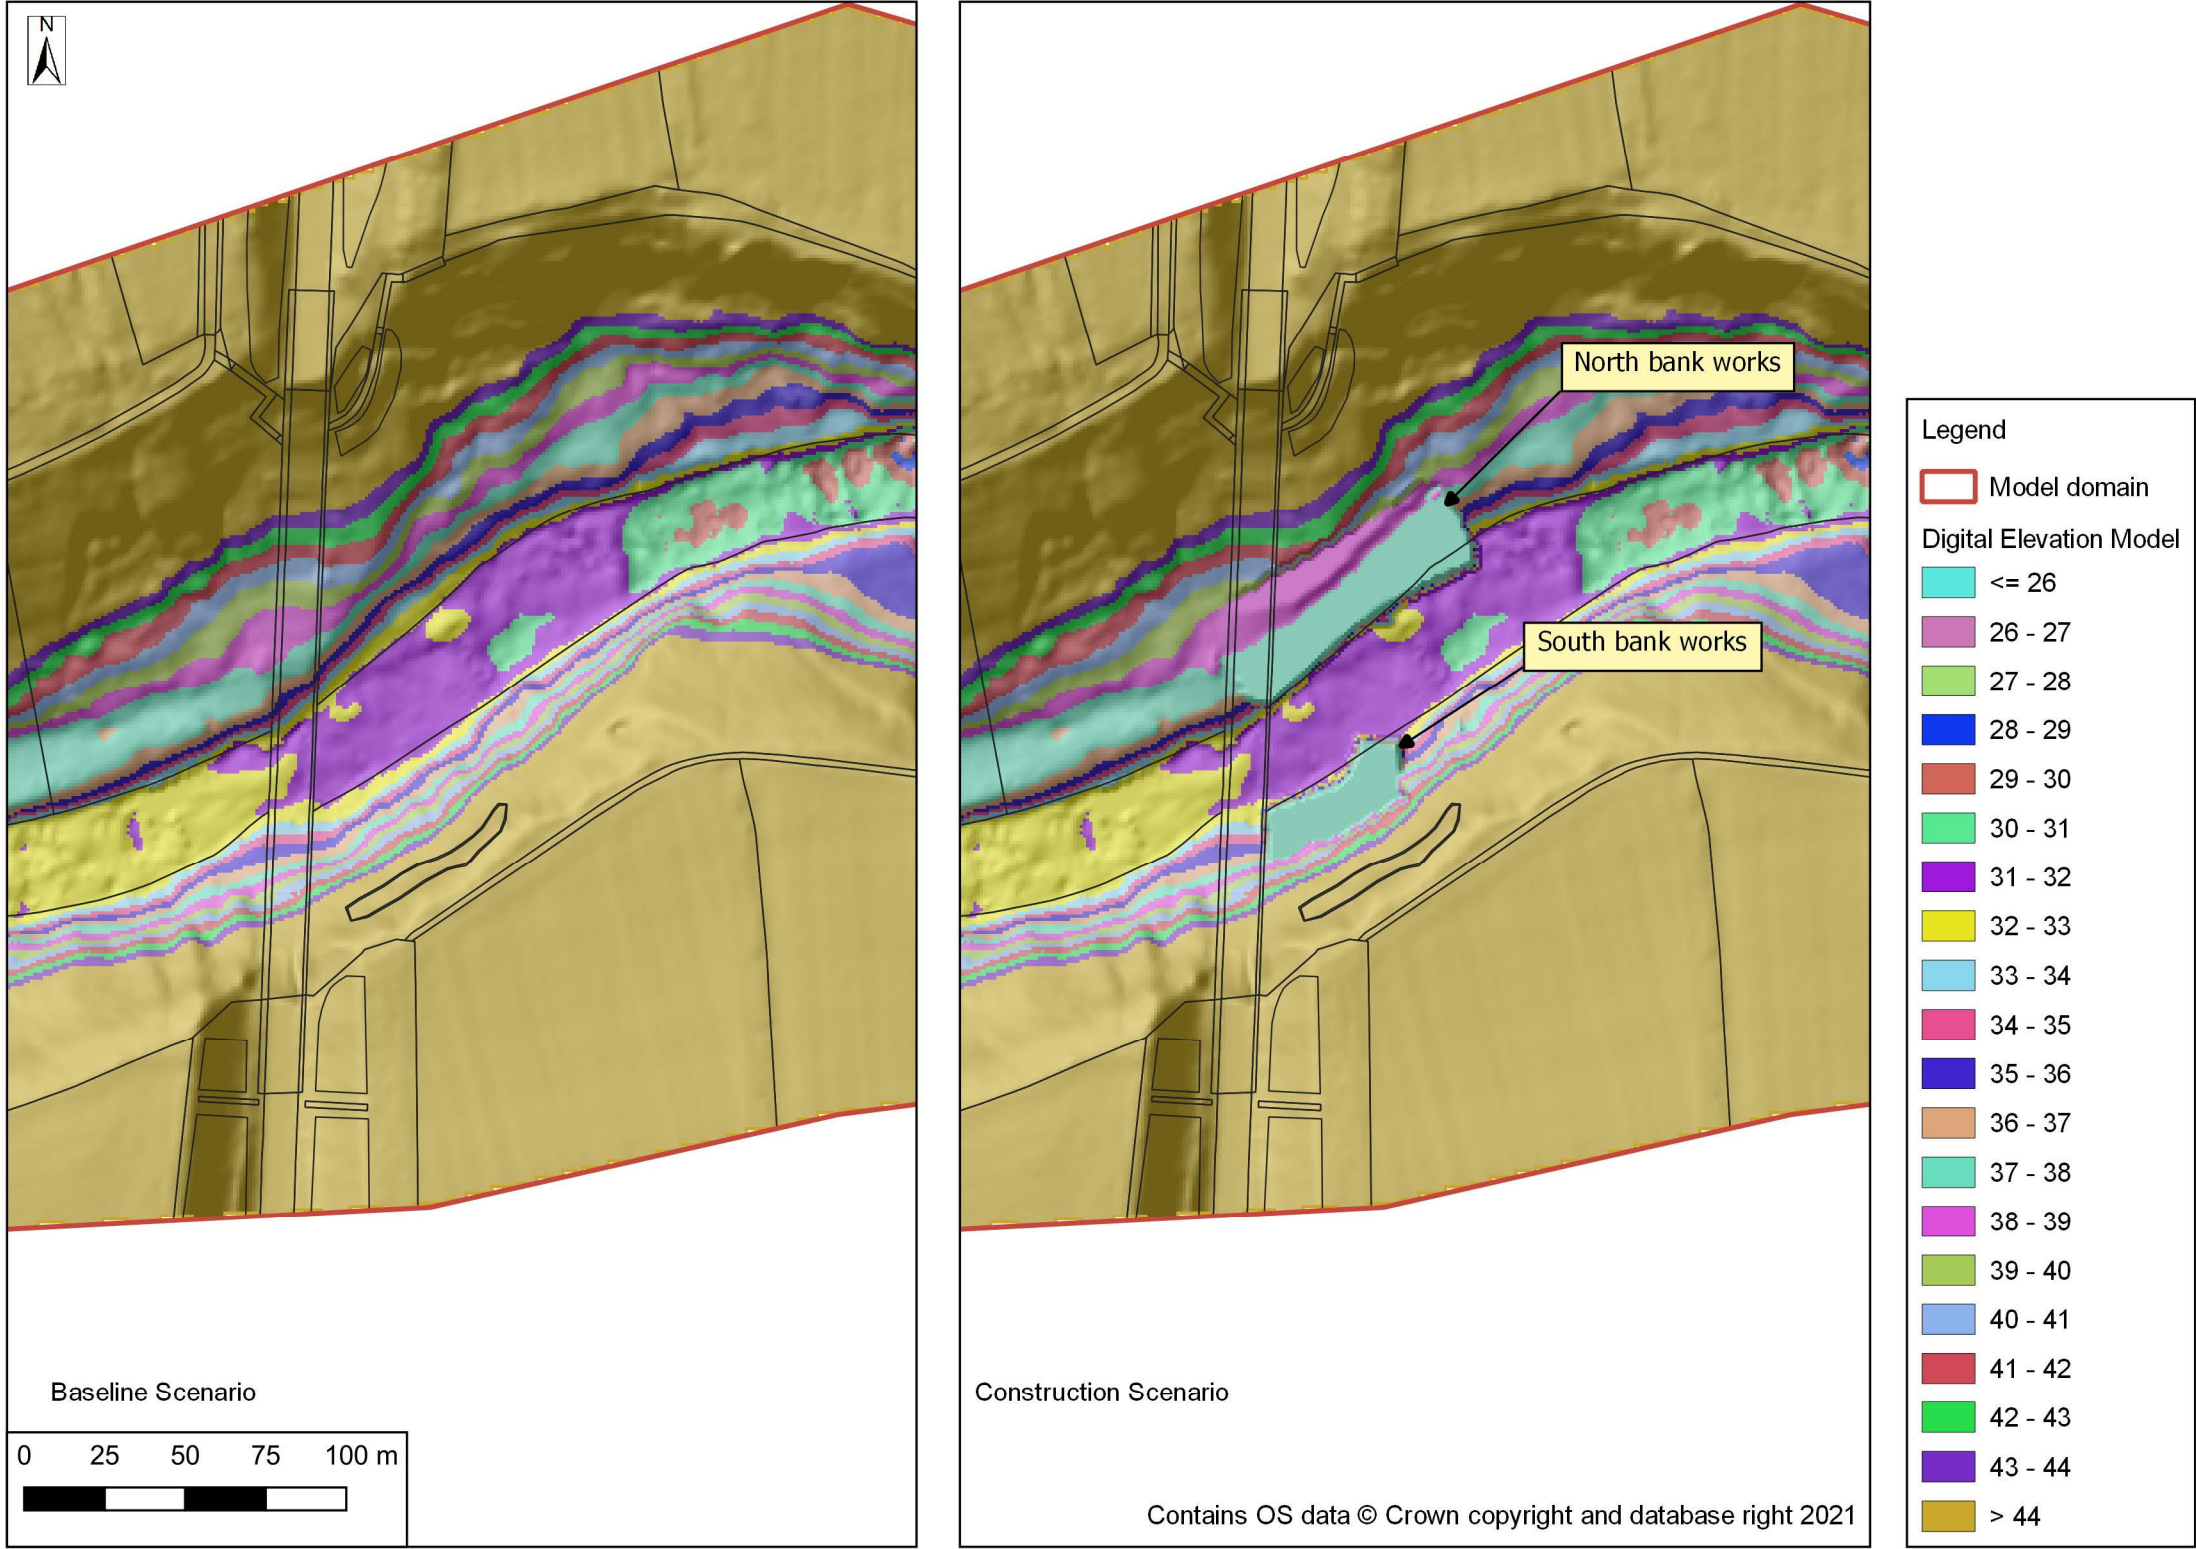 N
North bank works
South bank works
Baseline Scenario
0 25 50 75 100 m
Construction Scenario
Contains OS data © Crown copyright and database right 2021
Legend
Model domain
Digital Elevation Model
<= 26
26 - 27
27 - 28
28 - 29
29 - 30
30 - 31
31 - 32
32 - 33
33 - 34
34 - 35
35 - 36
36 - 37
37 - 38
38 - 39
39 - 40
40 - 41
41 - 42
42 - 43
43 - 44
> 44